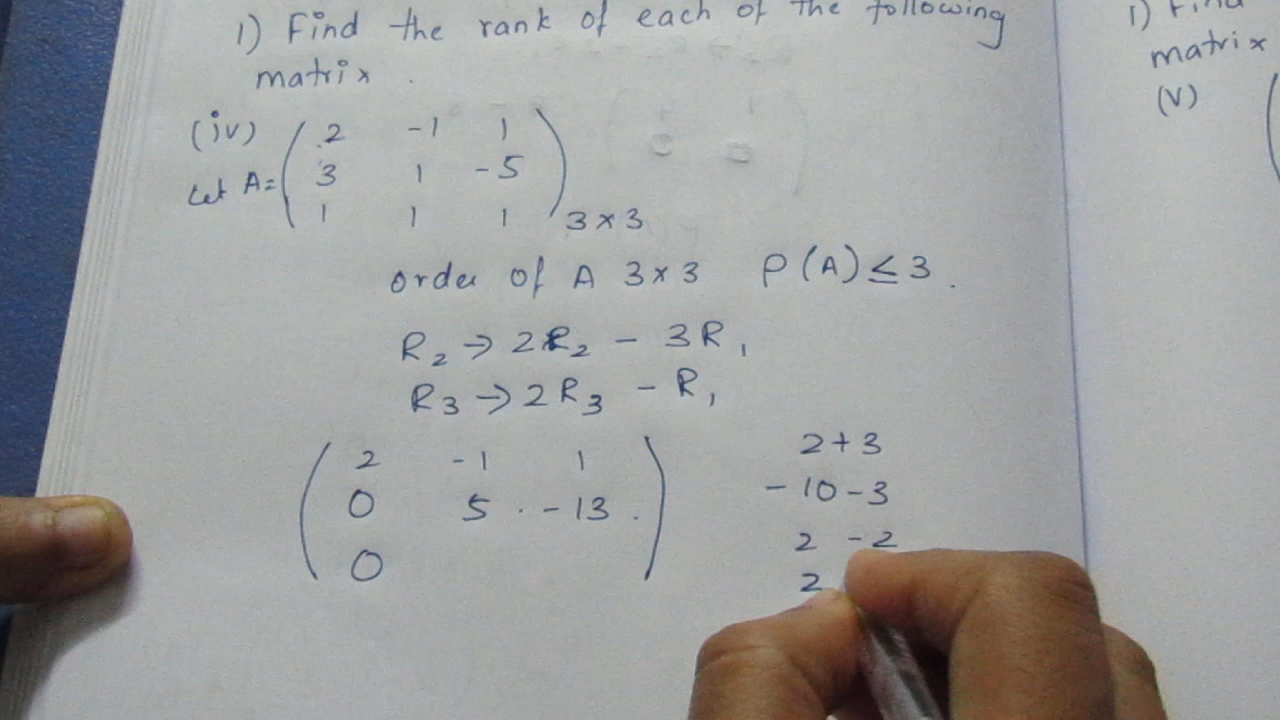 1) Find the rank of each of the following
matrix.
(iv)
Let A=
2 -1 1
3 1 -5
1 1 1
3×3
order of A 3×3 ρ(A)≤3.
R₂→2R₂ - 3R₁
R₃→2R₃ - R₁
2 -1 1
0 5 -13
0
2+3
-10-3
2 -2
2
1) Find
matrix
(V)